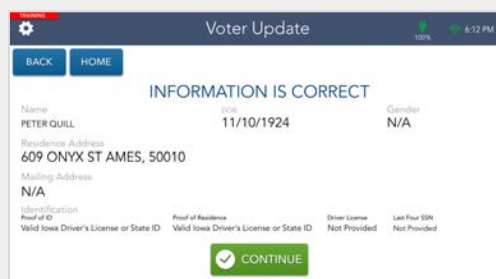 TRAINING
Voter Update
100%
6:12 PM
BACK HOME
INFORMATION IS CORRECT
Name DOB Gender
PETER QUILL 11/10/1924 N/A
Residence Address
609 ONYX ST AMES, 50010
Mailing Address
N/A
Identification
Proof of ID Proof of Residence Driver License Last Four SSN
Valid Iowa Driver's License or State ID Valid Iowa Driver's License or State ID Not Provided Not Provided
CONTINUE